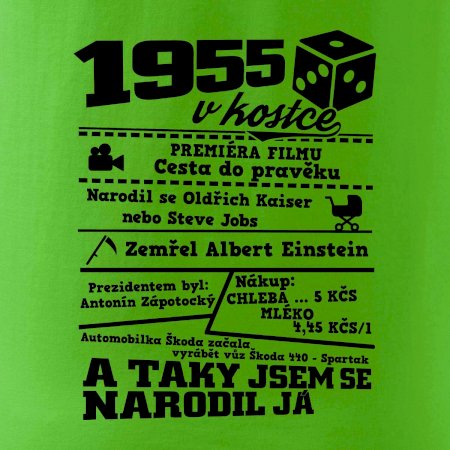 1955
v kostce
PREMIÉRA FILMU
Cesta do pravěku
Narodil se Oldřich Kaiser
nebo Steve Jobs
Zemřel Albert Einstein
Prezidentem byl:
Antonín Zápotocký
Nákup:
CHLEBA ... 5 KČS
MLÉKO
4,45 KČS/l
Automobilka Škoda začala
vyrábět vůz Škoda 440 - Spartak
A TAKY JSEM SE
NARODIL JÁ